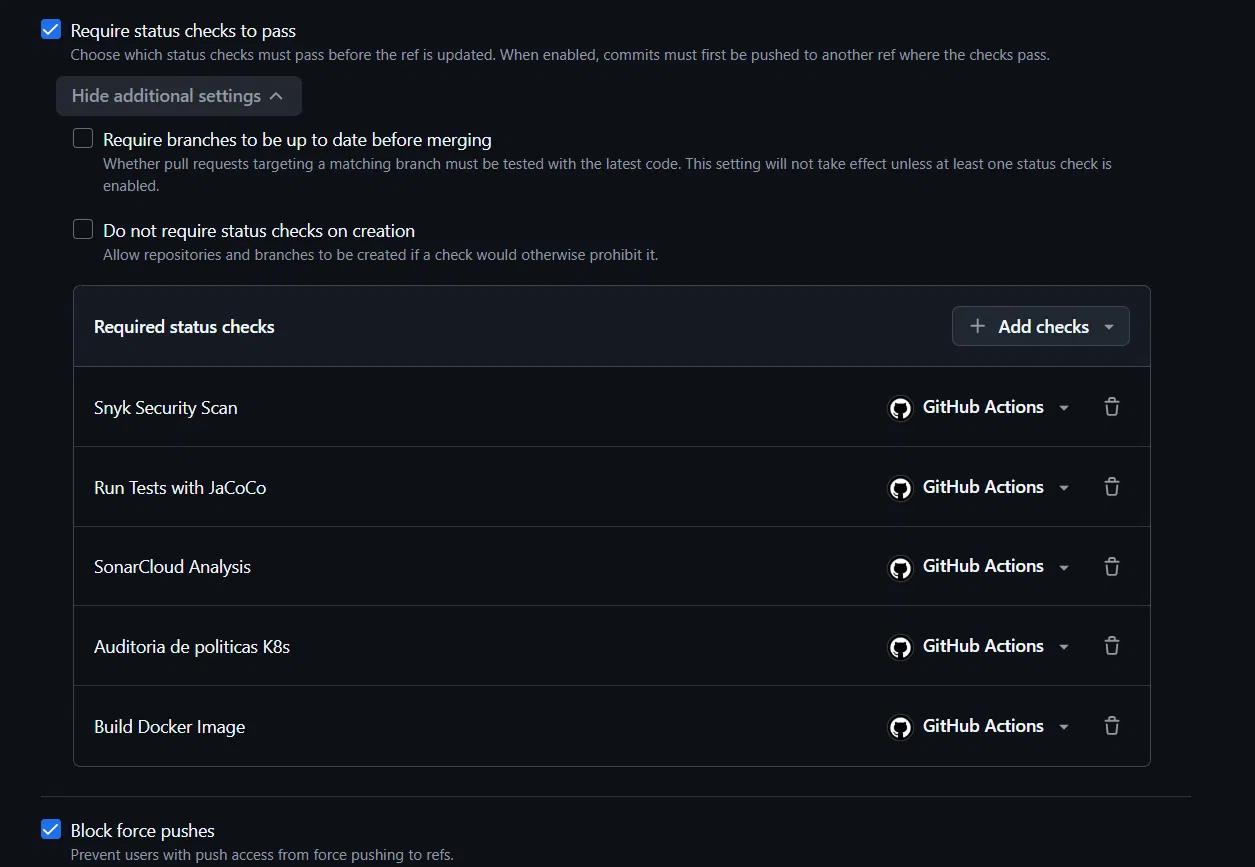 Require status checks to pass
Choose which status checks must pass before the ref is updated. When enabled, commits must first be pushed to another ref where the checks pass.
Hide additional settings
Require branches to be up to date before merging
Whether pull requests targeting a matching branch must be tested with the latest code. This setting will not take effect unless at least one status check is
enabled.
Do not require status checks on creation
Allow repositories and branches to be created if a check would otherwise prohibit it.
Required status checks
Add checks
Snyk Security Scan
GitHub Actions
Run Tests with JaCoCo
GitHub Actions
SonarCloud Analysis
GitHub Actions
Auditoria de politicas K8s
GitHub Actions
Build Docker Image
GitHub Actions
Block force pushes
Prevent users with push access from force pushing to refs.